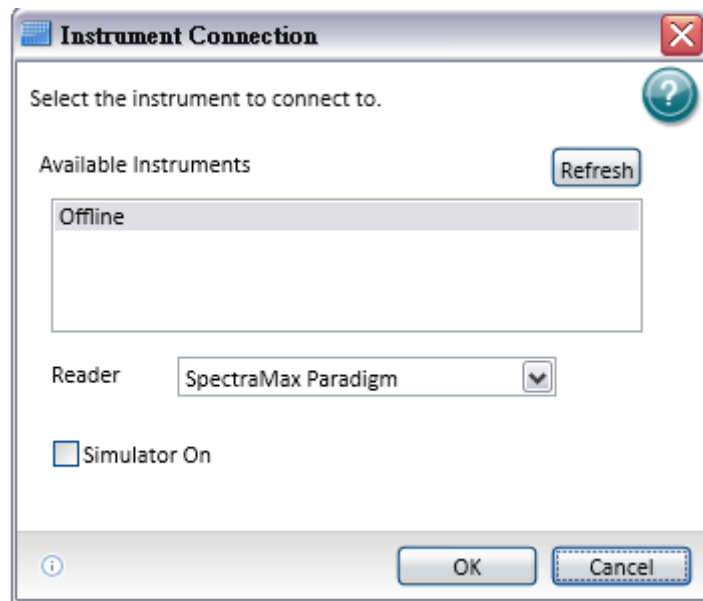 Instrument Connection
Select the instrument to connect to.
?
Available Instruments
Refresh
Offline
Reader
SpectraMax Paradigm
Simulator On
OK
Cancel